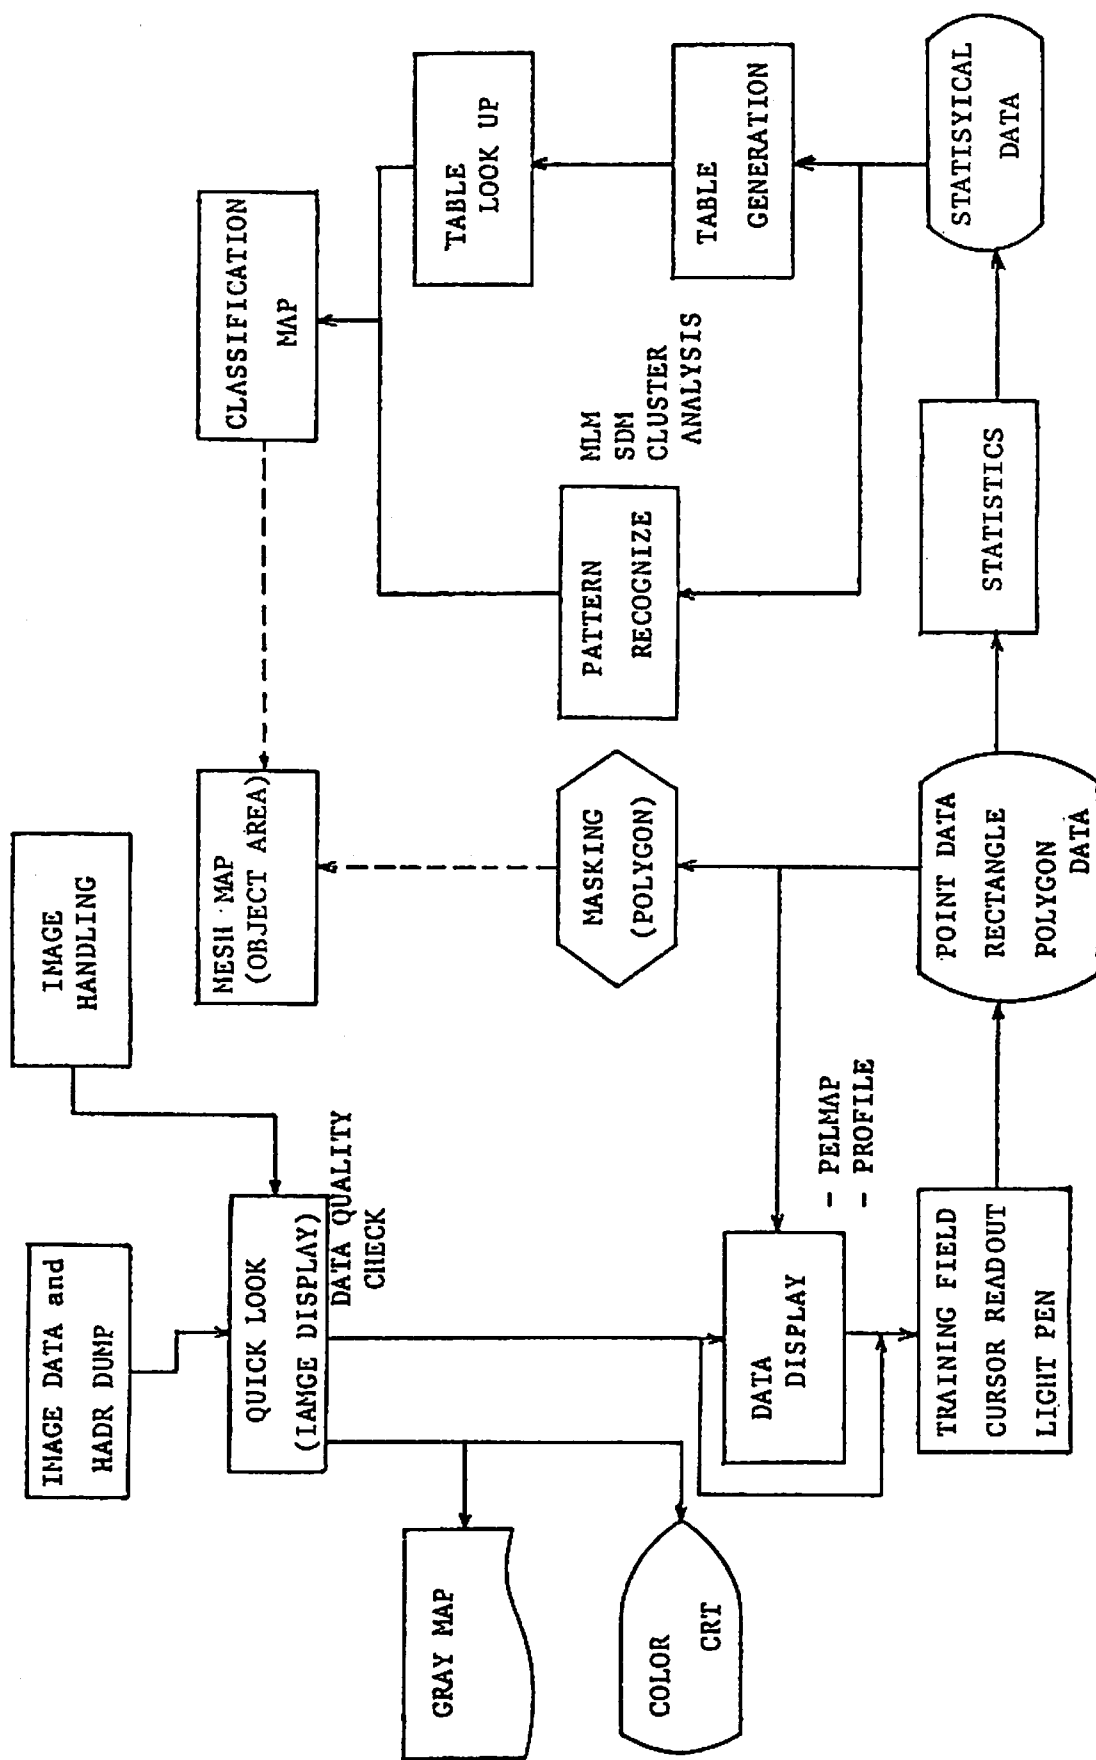 IMAGE DATA and
HADR DUMP
IMAGE
HANDLING
QUICK LOOK
(IAMGE DISPLAY)
DATA QUALITY
CHECK
GRAY MAP
COLOR
CRT
DATA
DISPLAY
- PELMAP
- PROFILE
TRAINING FIELD
CURSOR READOUT
LIGHT PEN
MESH MAP
(OBJECT AREA)
MASKING
(POLYGON)
POINT DATA
RECTANGLE
POLYGON
DATA
CLASSIFICATION
MAP
PATTERN
RECOGNIZE
MLM
SDM
CLUSTER
ANALYSIS
STATISTICS
TABLE
LOOK UP
TABLE
GENERATION
STATISYICAL
DATA